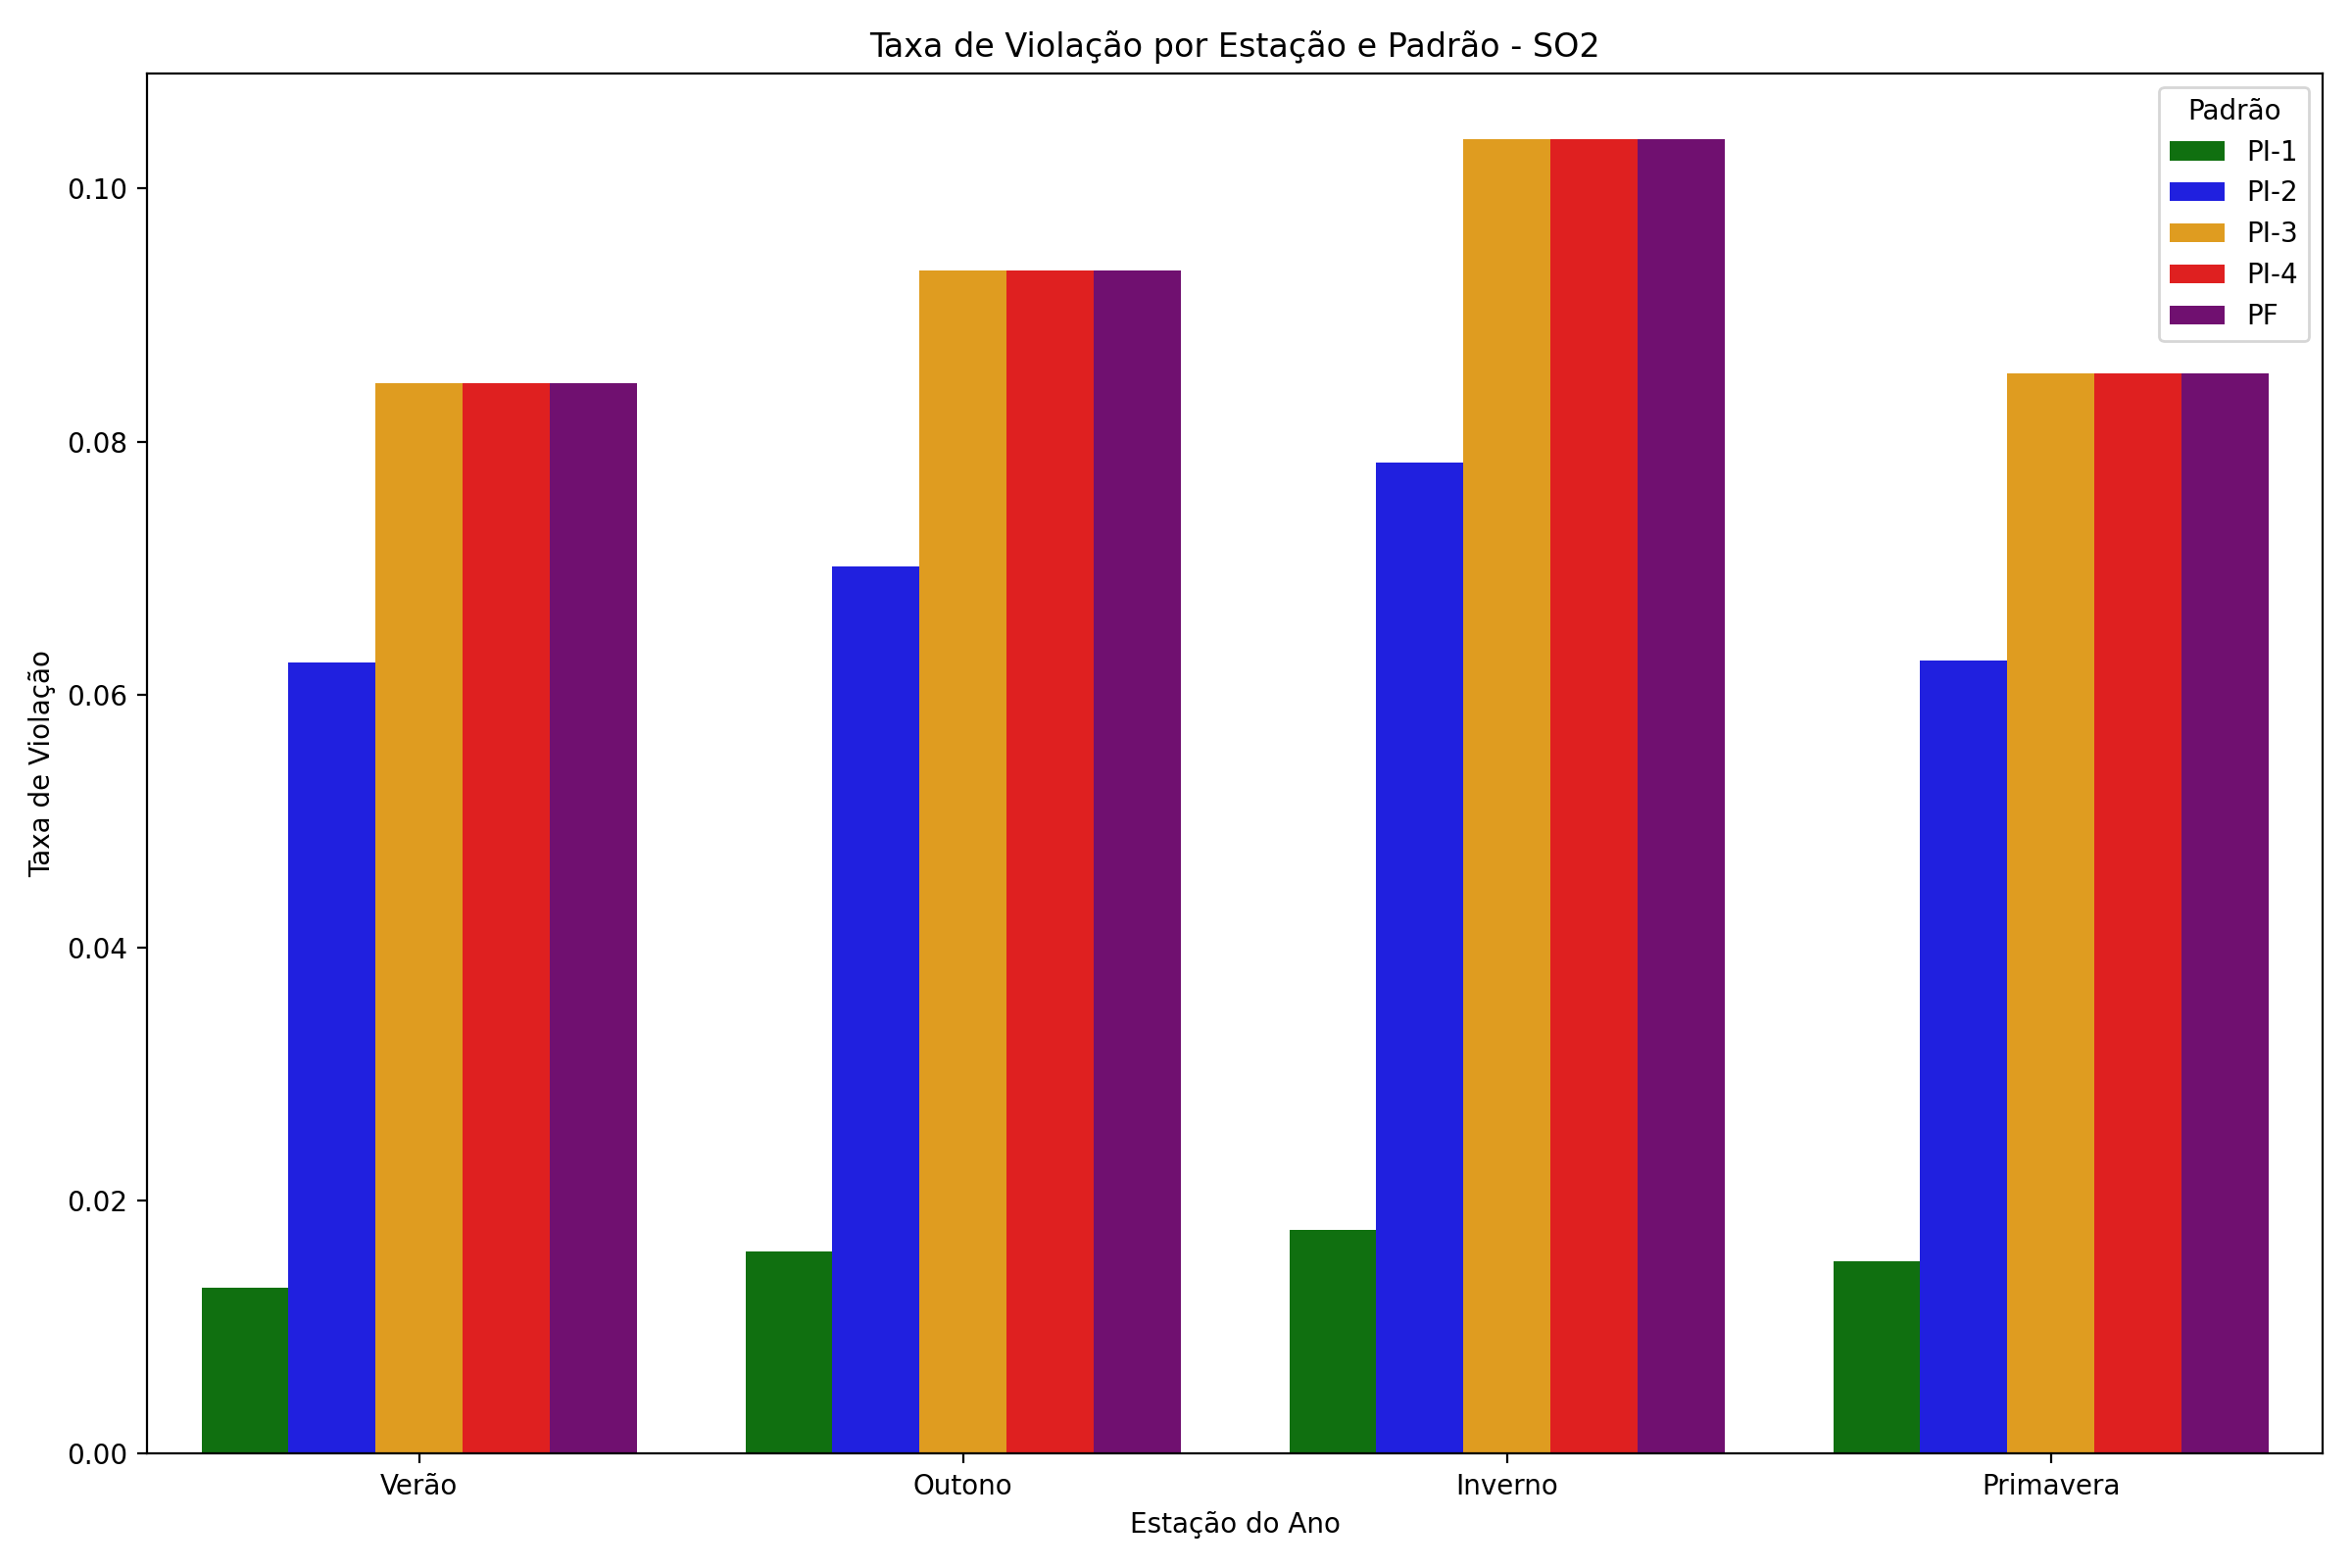 Taxa de Violação por Estação e Padrão - SO2
Padrão
PI-1
PI-2
PI-3
PI-4
PF
Taxa de Violação
0.10
0.08
0.06
0.04
0.02
0.00
Verão
Outono
Inverno
Primavera
Estação do Ano